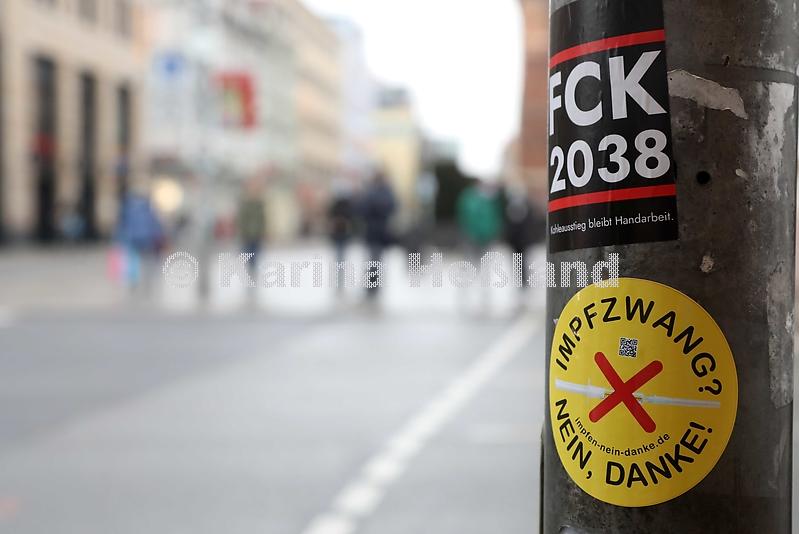 FCK
2038
Kohleausstieg bleibt Handarbeit.
© Karina Heßland
IMPFZWANG?
impfen-nein-danke.de
NEIN, DANKE!